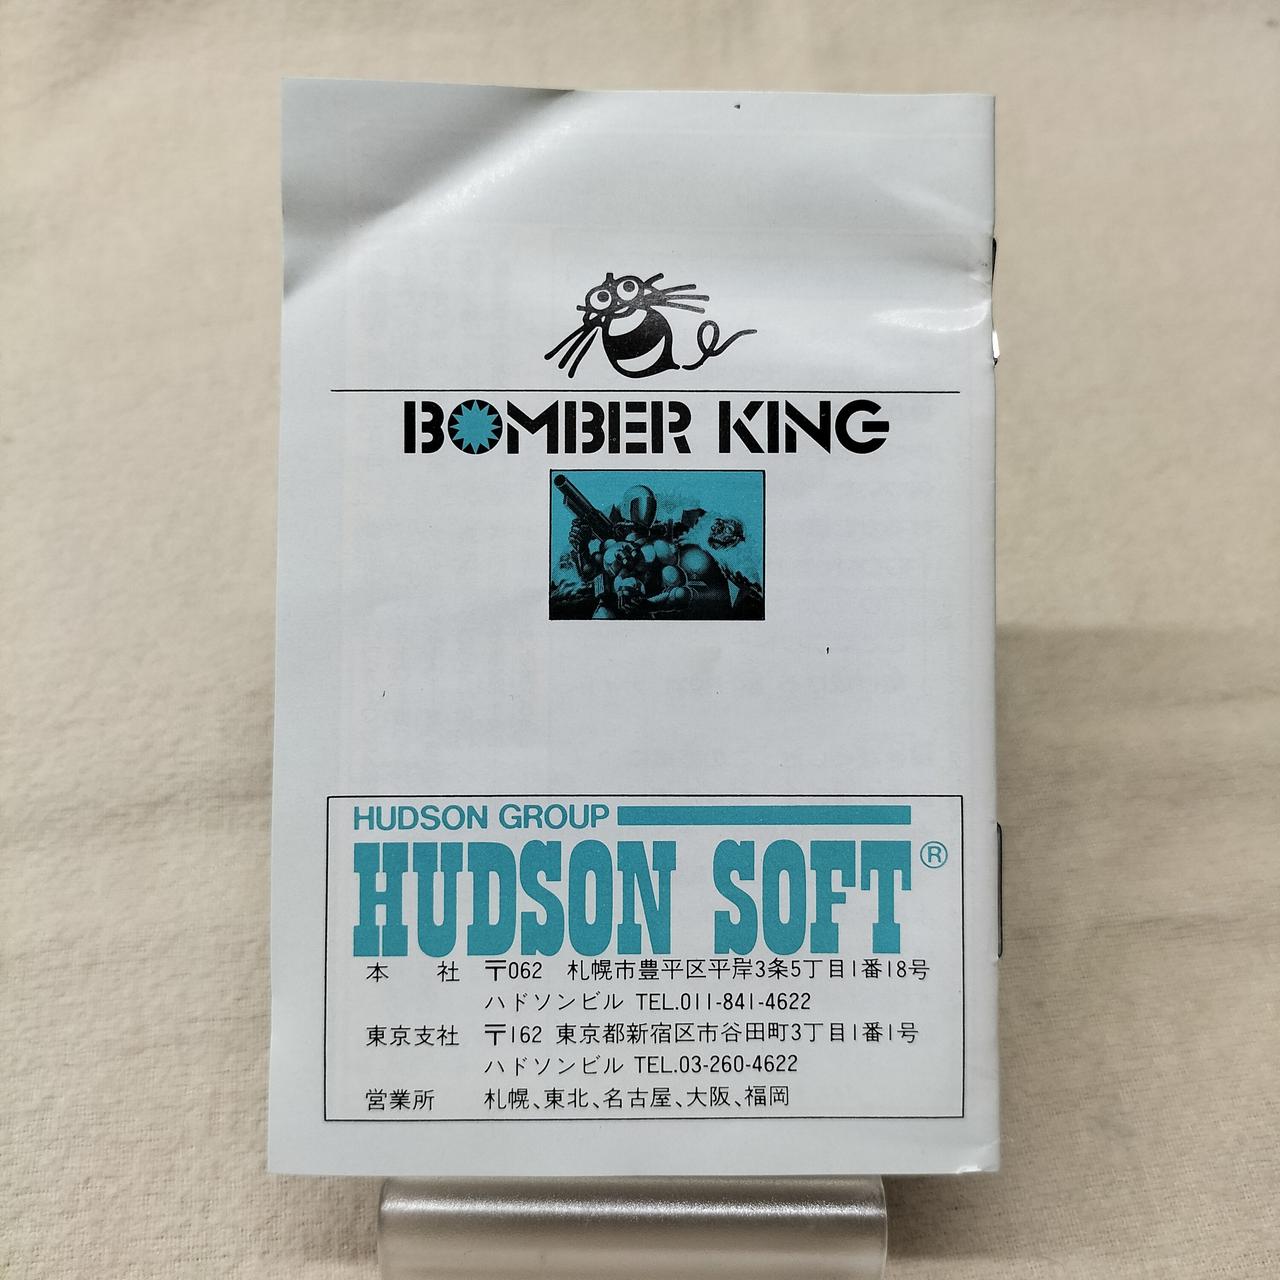 BOMBER KING
HUDSON GROUP
HUDSON SOFT®
本　社 〒062 札幌市豊平区平岸3条5丁目1番18号
ハドソンビル TEL.011-841-4622
東京支社 〒162 東京都新宿区市谷田町3丁目1番1号
ハドソンビル TEL.03-260-4622
営業所 札幌、東北、名古屋、大阪、福岡